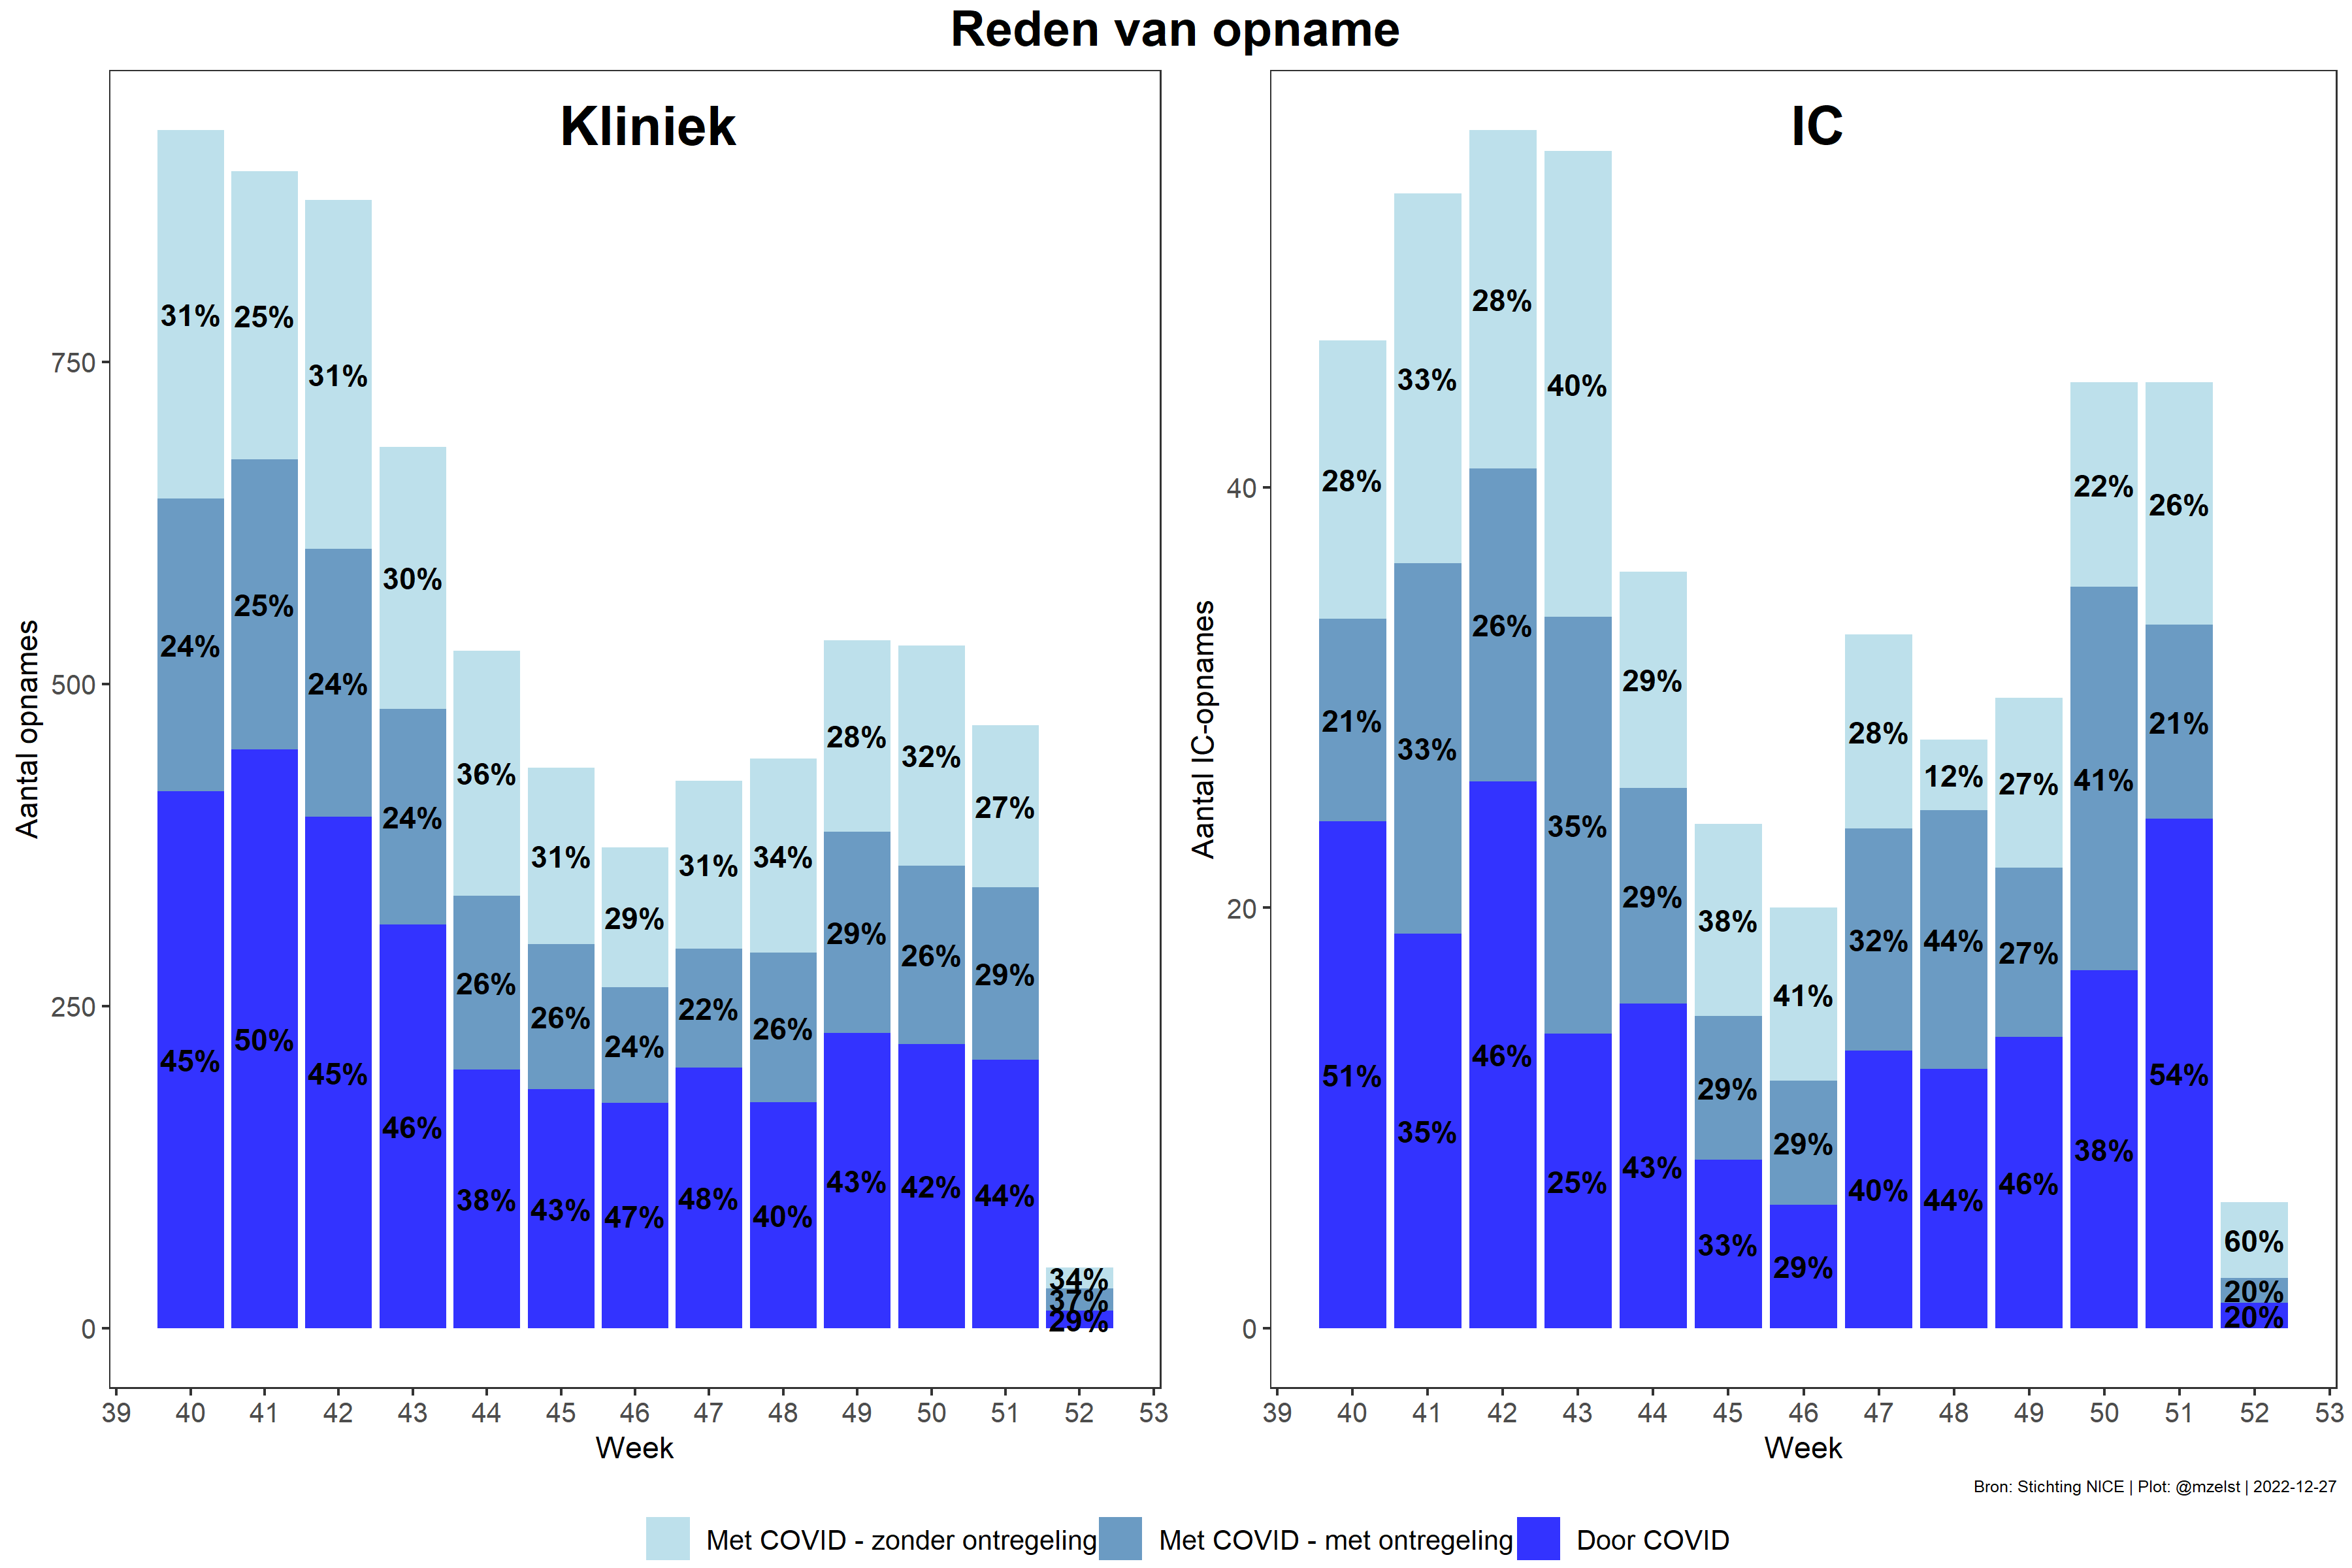 Reden van opname
Kliniek
Aantal opnames
750
500
250
0
31% 25% 31% 30% 36% 31% 29% 31% 34% 28% 32% 27% 34%
24% 25% 24% 24% 26% 26% 24% 22% 26% 29% 26% 29% 37%
45% 50% 45% 46% 38% 43% 47% 48% 40% 43% 42% 44% 29%
39 40 41 42 43 44 45 46 47 48 49 50 51 52 53
Week
IC
Aantal IC-opnames
40
20
0
28% 33% 28% 40% 29% 38% 41% 28% 12% 27% 22% 26% 60%
21% 33% 26% 35% 29% 29% 29% 32% 44% 27% 41% 21% 20%
51% 35% 46% 25% 43% 33% 29% 40% 44% 46% 38% 54% 20%
39 40 41 42 43 44 45 46 47 48 49 50 51 52 53
Week
Bron: Stichting NICE | Plot: @mzelst | 2022-12-27
Met COVID - zonder ontregeling Met COVID - met ontregeling Door COVID